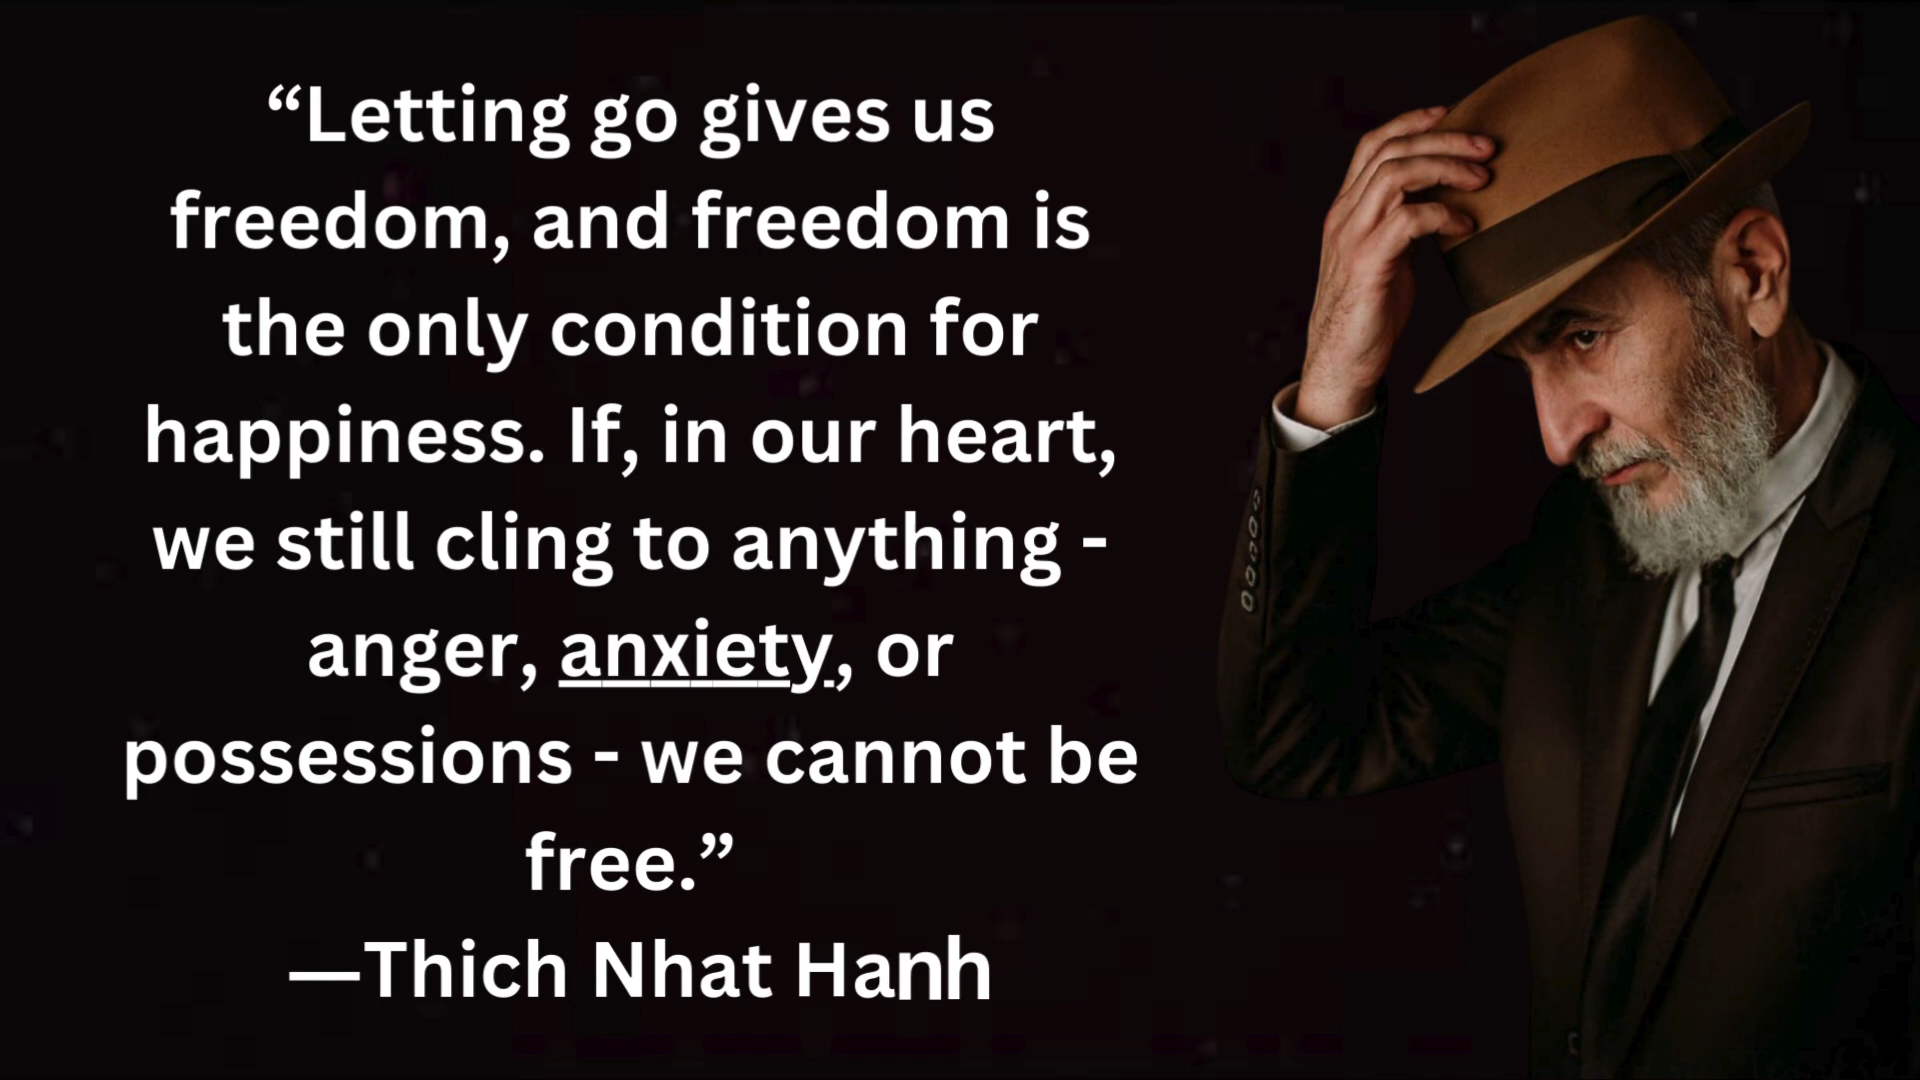 “Letting go gives us
freedom, and freedom is
the only condition for
happiness. If, in our heart,
we still cling to anything -
anger, anxiety, or
possessions - we cannot be
free.”
—Thich Nhat Hanh